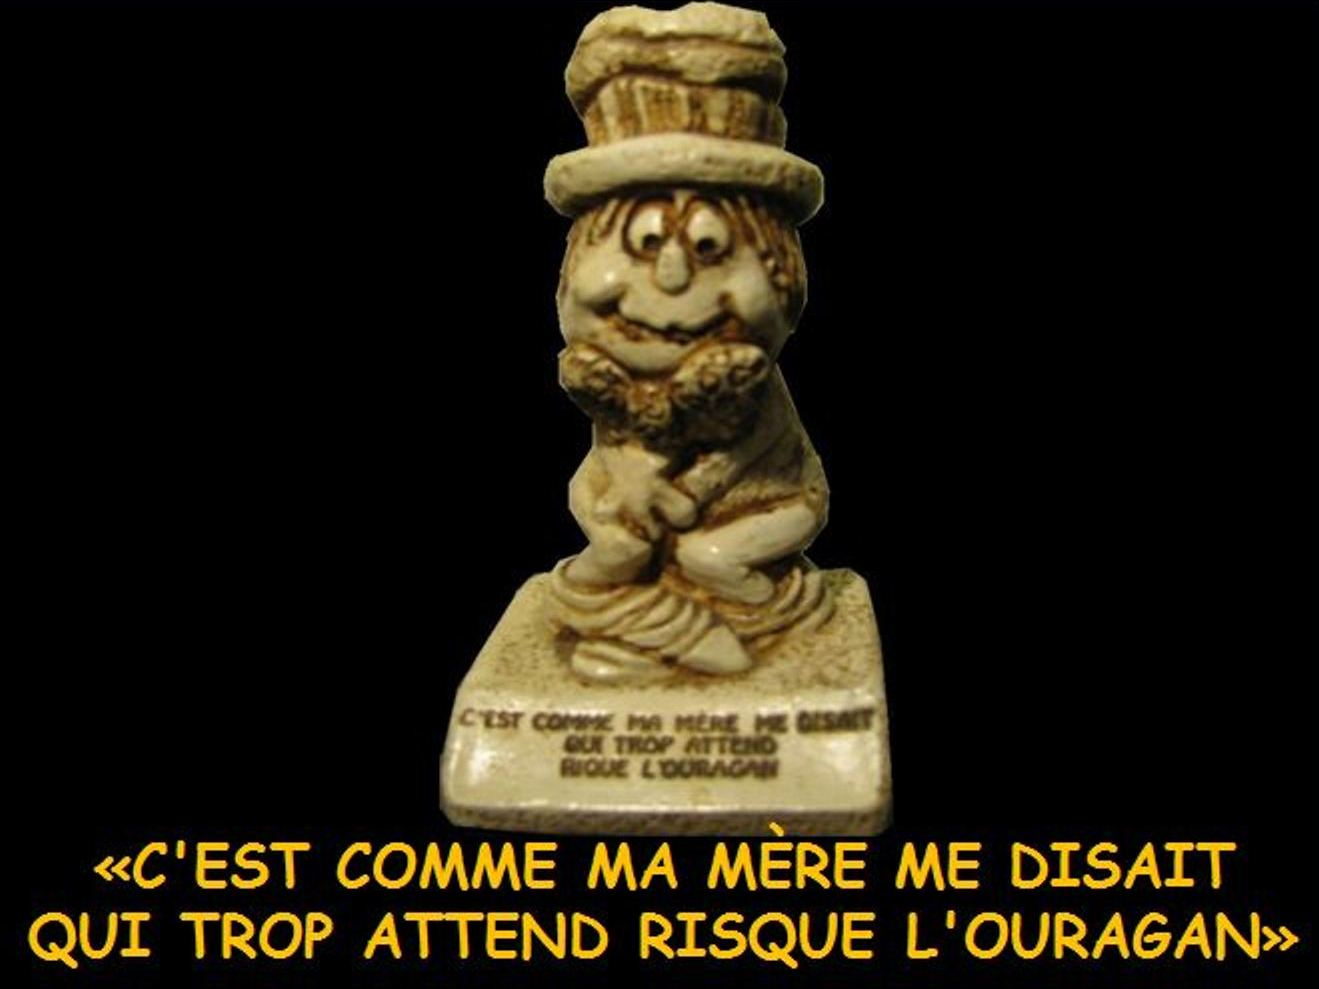 C'EST COMME MA MÈRE ME DISAIT
QUI TROP ATTEND
RIQUE L'OURAGAN
«C'EST COMME MA MÈRE ME DISAIT
QUI TROP ATTEND RISQUE L'OURAGAN»